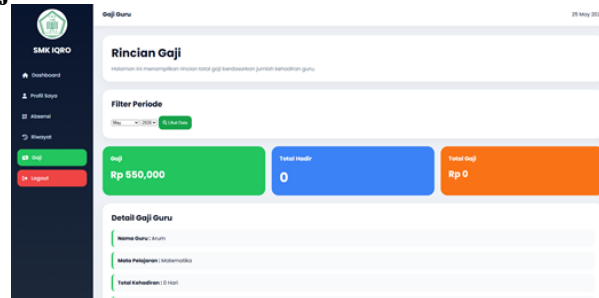 Gaji Guru
25 May 202
SMK IQRO
Dashboard
Profil Saya
Absensi
Riwayat
Gaji
Logout
Rincian Gaji
Halaman ini menampilkan rincian total gaji berdasarkan jumlah kehadiran guru.
Filter Periode
May 2026 Lihat Data
Gaji
Rp 550,000
Total Hadir
0
Total Gaji
Rp 0
Detail Gaji Guru
Nama Guru: Arum
Mata Pelajaran: Matematika
Total Kehadiran: 0 Hari